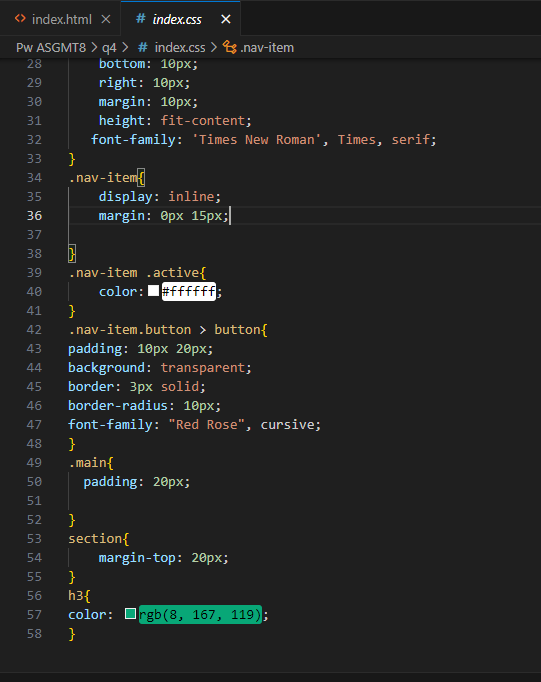 index.html
# index.css
Pw ASGMT8 > q4 > # index.css > .nav-item
28 bottom: 10px;
29 right: 10px;
30 margin: 10px;
31 height: fit-content;
32 font-family: 'Times New Roman', Times, serif;
33 }
34 .nav-item{
35 display: inline;
36 margin: 0px 15px;
37
38 }
39 .nav-item .active{
40 color: #ffffff;
41 }
42 .nav-item.button > button{
43 padding: 10px 20px;
44 background: transparent;
45 border: 3px solid;
46 border-radius: 10px;
47 font-family: "Red Rose", cursive;
48 }
49 .main{
50 padding: 20px;
51
52 }
53 section{
54 margin-top: 20px;
55 }
56 h3{
57 color: rgb(8, 167, 119);
58 }